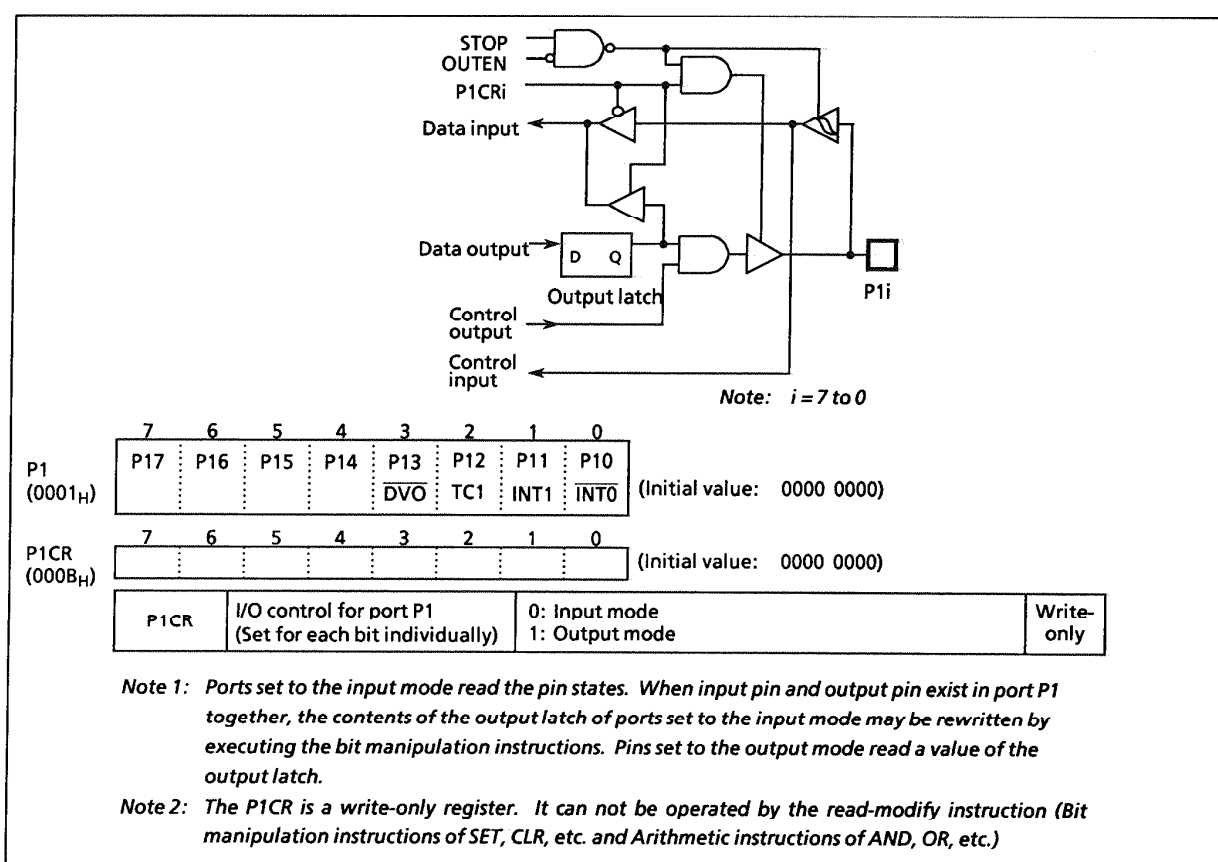 STOP
OUTEN
P1CRi
Data input
Data output
D Q
Output latch
P1i
Control
output
Control
input
Note: i = 7 to 0
7 6 5 4 3 2 1 0
P1
(0001H)
P17 P16 P15 P14 P13 P12 P11 P10
DVO TC1 INT1 INT0
(Initial value: 0000 0000)
7 6 5 4 3 2 1 0
P1CR
(000BH)
(Initial value: 0000 0000)
P1CR
I/O control for port P1
(Set for each bit individually)
0: Input mode
1: Output mode
Write-
only
Note 1: Ports set to the input mode read the pin states. When input pin and output pin exist in port P1
together, the contents of the output latch of ports set to the input mode may be rewritten by
executing the bit manipulation instructions. Pins set to the output mode read a value of the
output latch.
Note 2: The P1CR is a write-only register. It can not be operated by the read-modify instruction (Bit
manipulation instructions of SET, CLR, etc. and Arithmetic instructions of AND, OR, etc.)